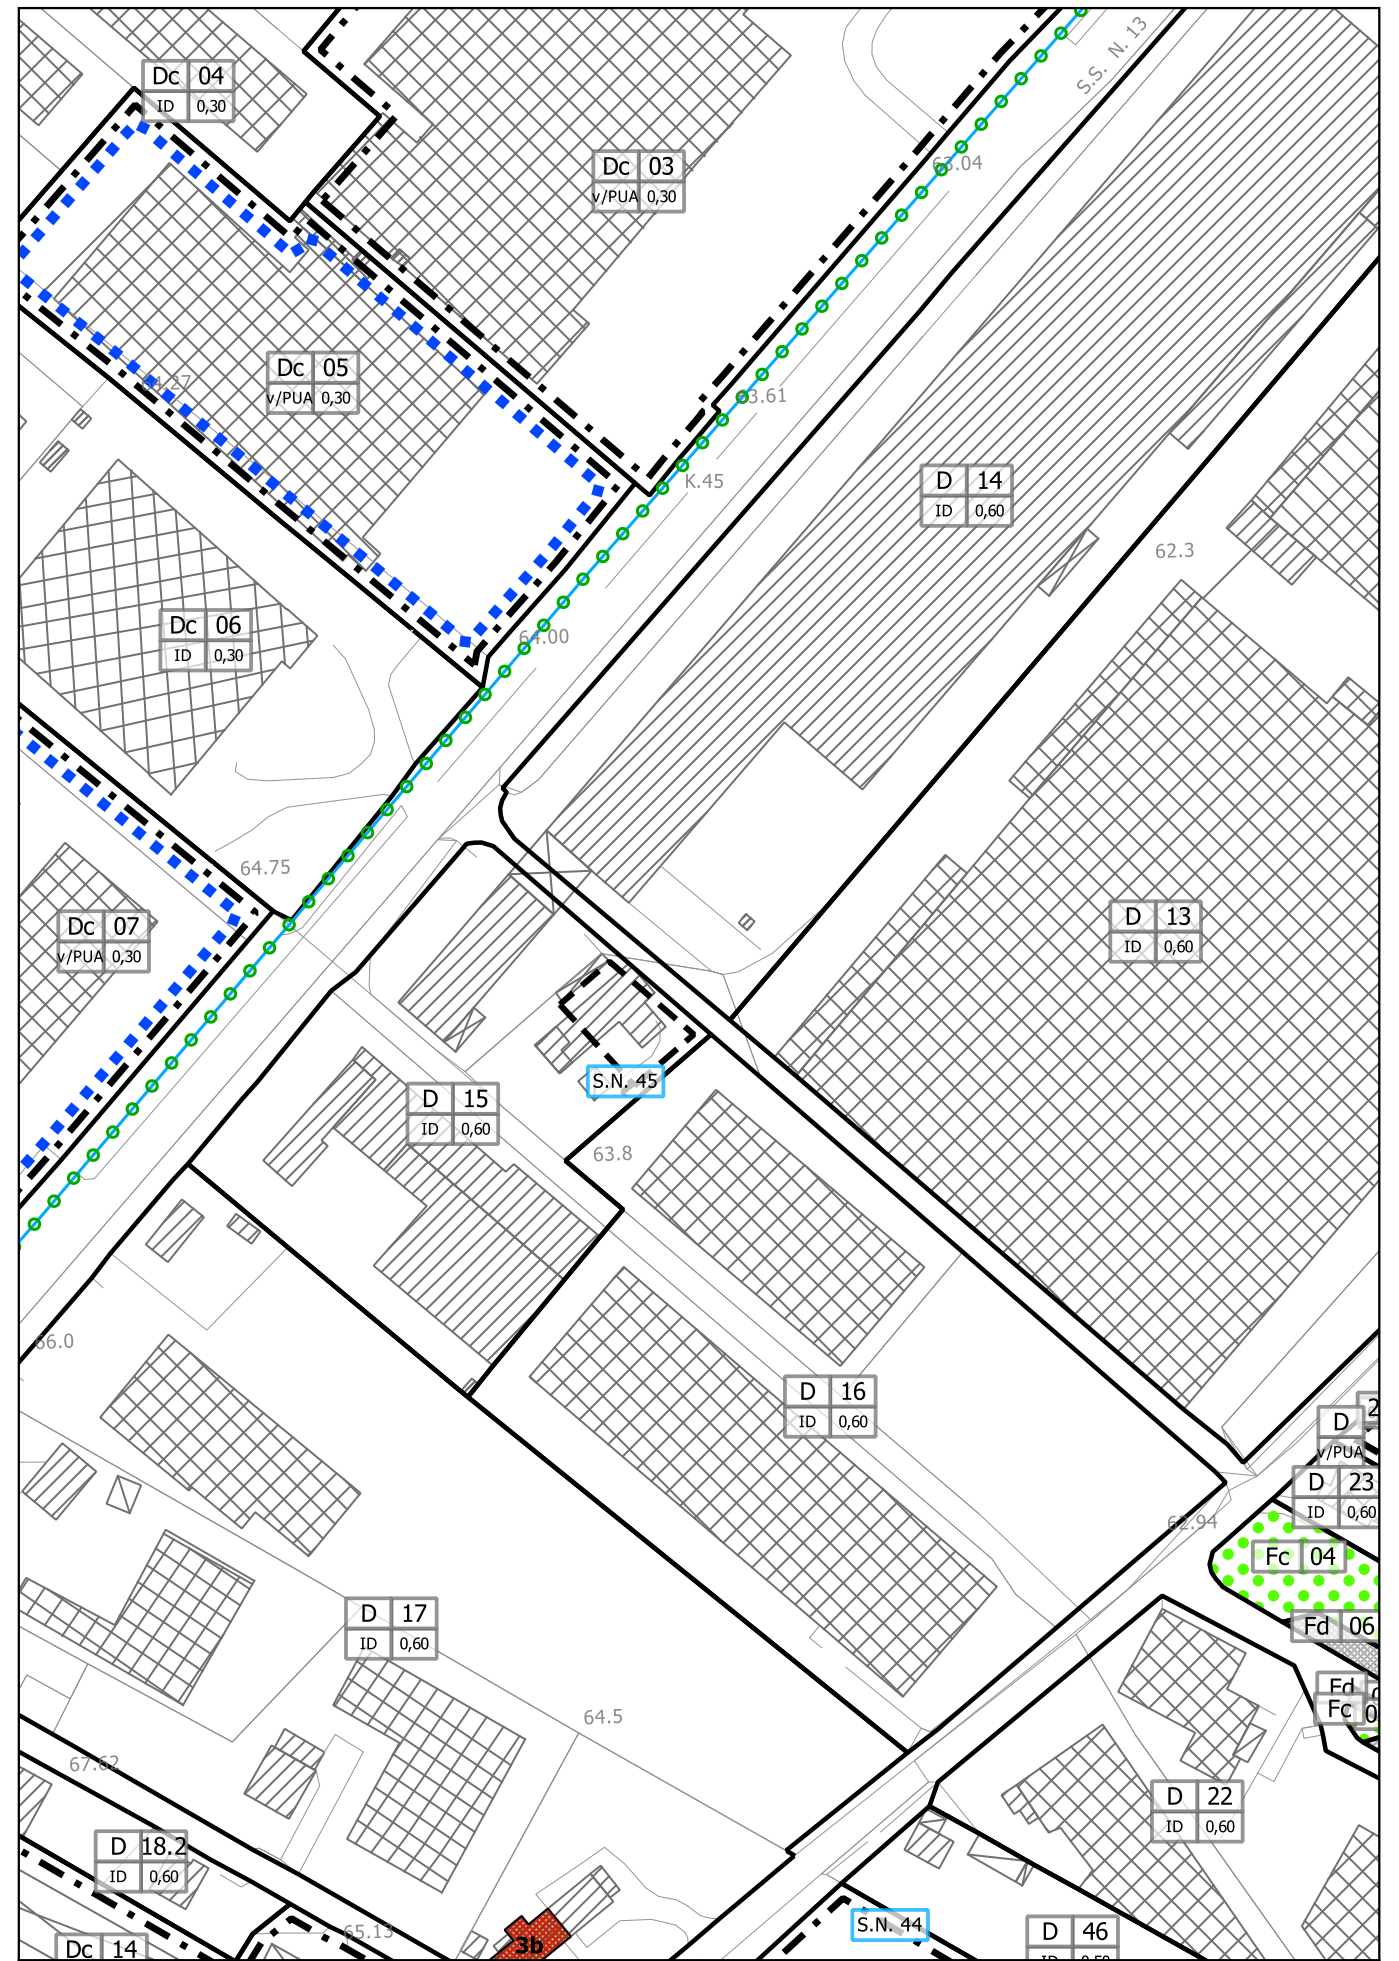 S.S. N. 13
Dc 04
ID 0,30
Dc 03
v/PUA 0,30
63.04
Dc 05
v/PUA 0,30
64.27
63.61
K.45
D 14
ID 0,60
62.3
Dc 06
ID 0,30
64.00
64.75
Dc 07
v/PUA 0,30
D 13
ID 0,60
S.N. 45
D 15
ID 0,60
63.8
66.0
D 16
ID 0,60
2
D
v/PUA
D 23
ID 0,60
62.94
Fc 04
D 17
ID 0,60
Fd 06
Fd 0
Fc 0
64.5
67.62
D 22
ID 0,60
D 18.2
ID 0,60
S.N. 44
65.13
D 46
3b
Dc 14